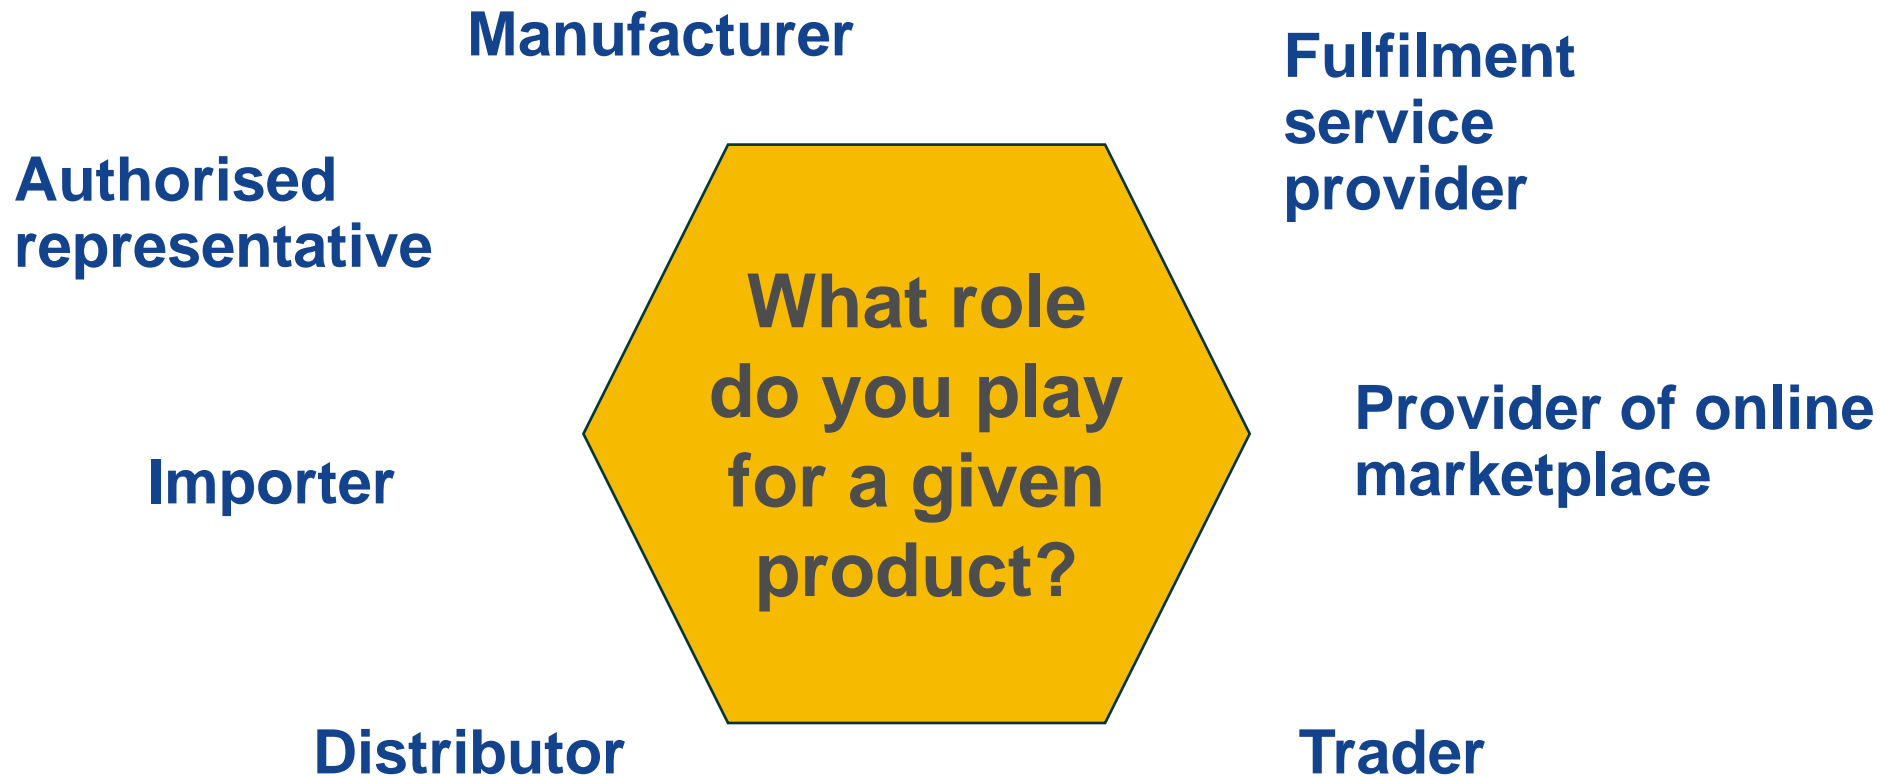 Manufacturer
Fulfilment
service
provider
Authorised
representative
What role
do you play
for a given
product?
Provider of online
marketplace
Importer
Distributor
Trader